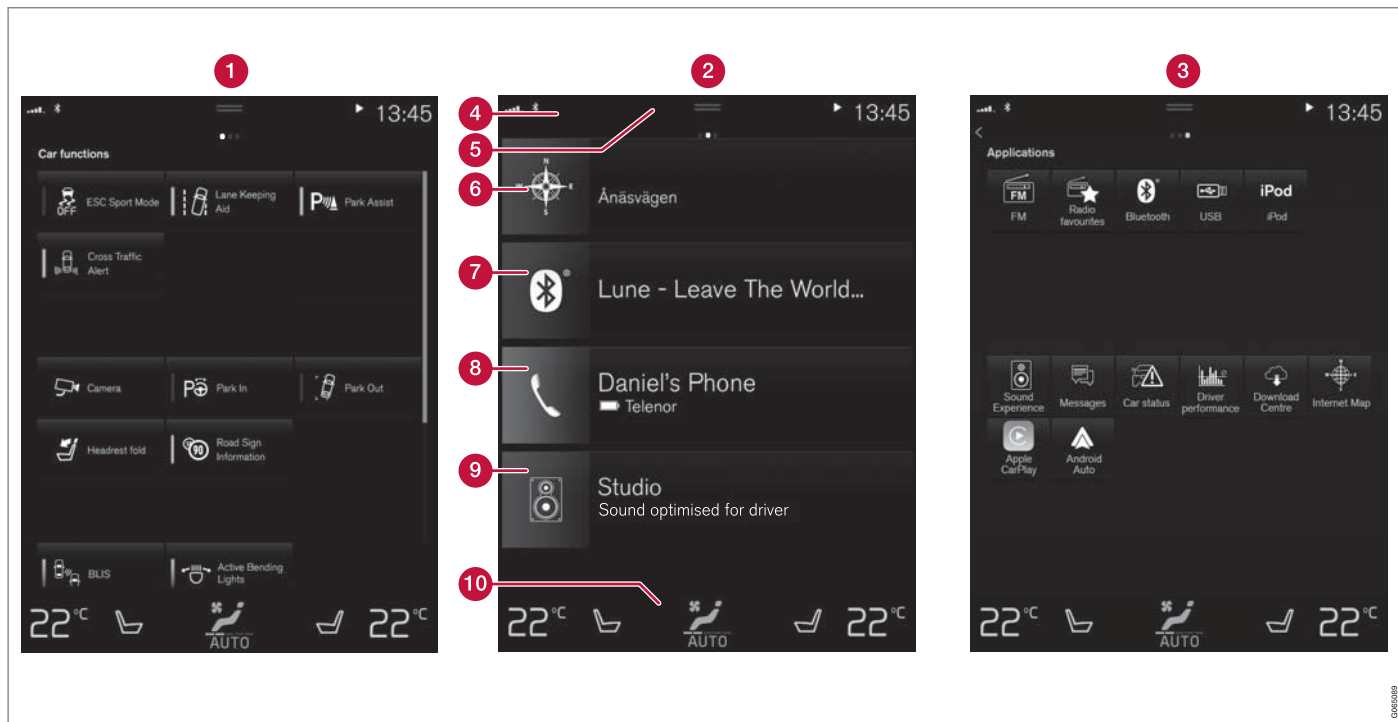 1
13:45
Car functions
OFF
ESC Sport Mode
Lane Keeping
Aid
P
Park Assist
Cross Traffic
Alert
Camera
P
Park In
Park Out
Headrest fold
90
Road Sign
Information
BLIS
Active Bending
Lights
22°C
AUTO
22°C
2
4
13:45
5
6
N
W
E
S
Ånäsvägen
7
®
Lune - Leave The World...
8
Daniel's Phone
Telenor
9
Studio
Sound optimised for driver
10
22°C
AUTO
22°C
3
13:45
<
Applications
FM
FM
Radio
favourites
Bluetooth
USB
iPod
iPod
Sound
Experience
Messages
Car status
Driver
performance
Download
Centre
Internet Map
Apple
CarPlay
Android
Auto
22°C
AUTO
22°C
G065089